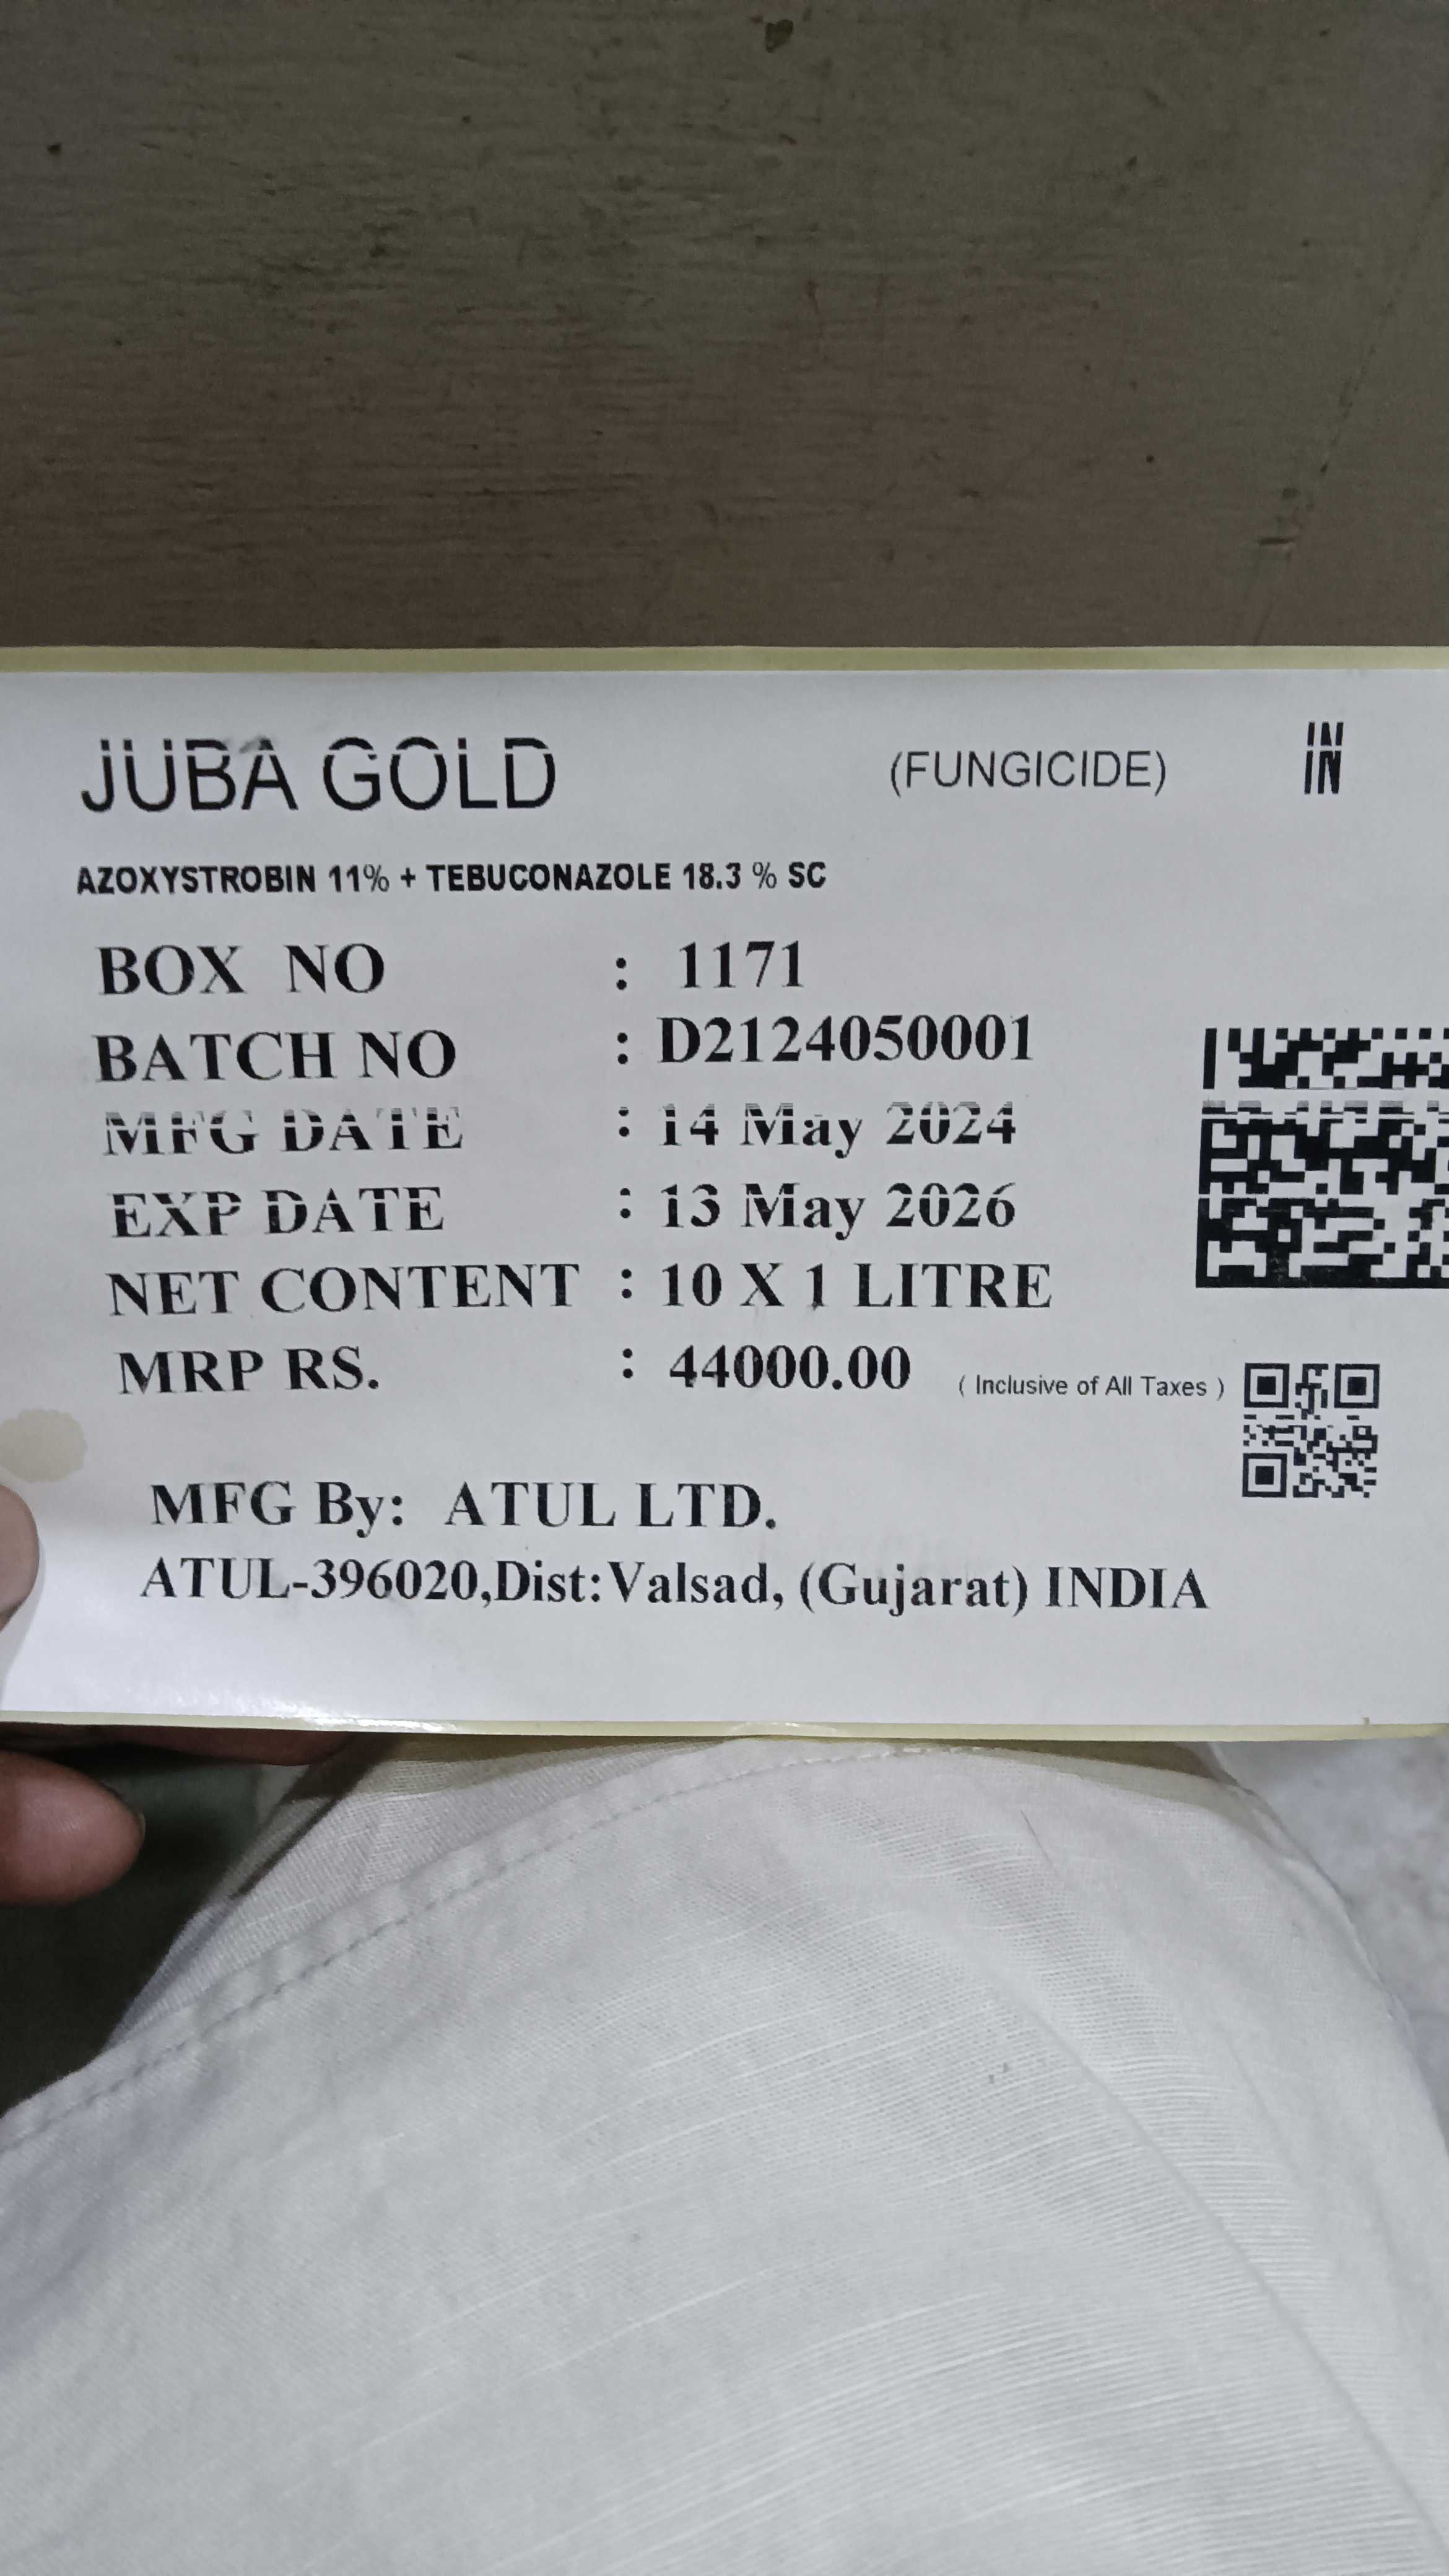 JUBA GOLD (FUNGICIDE) IN
AZOXYSTROBIN 11% + TEBUCONAZOLE 18.3 % SC
BOX NO : 1171
BATCH NO : D2124050001
MFG DATE : 14 May 2024
EXP DATE : 13 May 2026
NET CONTENT : 10 X 1 LITRE
MRP RS. : 44000.00 ( Inclusive of All Taxes )
MFG By: ATUL LTD.
ATUL-396020,Dist:Valsad, (Gujarat) INDIA